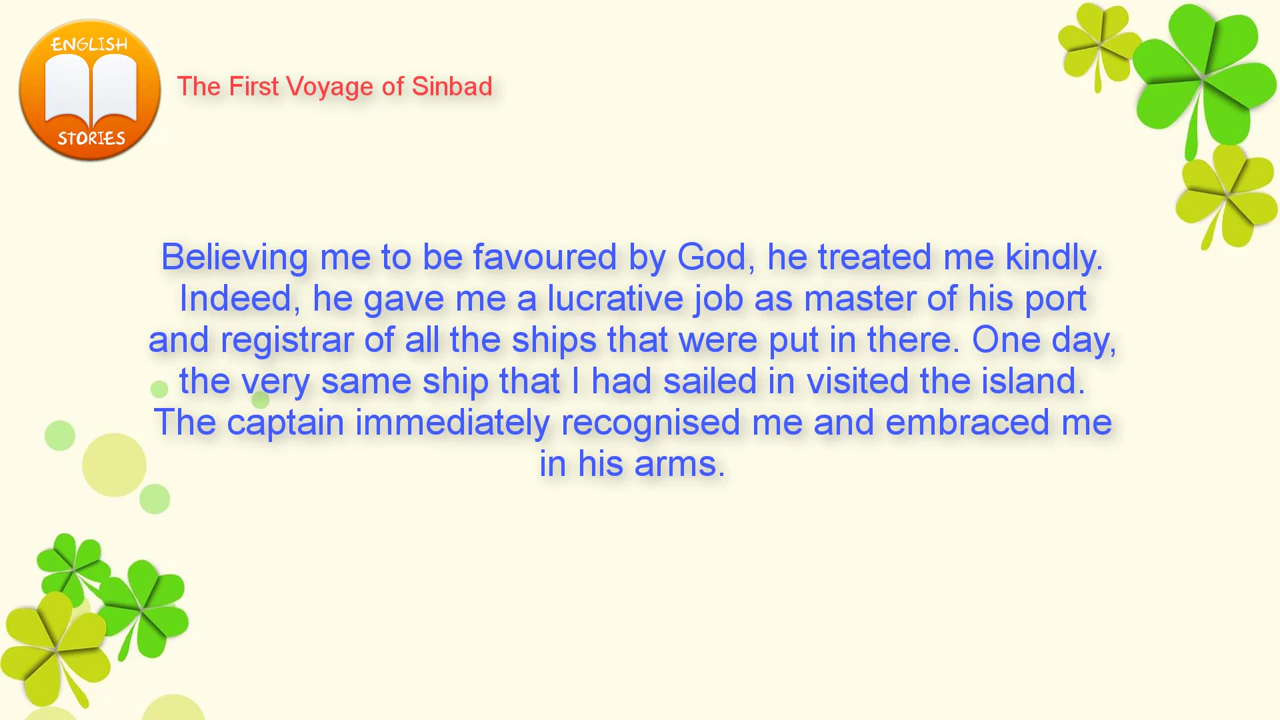 ENGLISH
STORIES
The First Voyage of Sinbad
Believing me to be favoured by God, he treated me kindly.
Indeed, he gave me a lucrative job as master of his port
and registrar of all the ships that were put in there. One day,
the very same ship that I had sailed in visited the island.
The captain immediately recognised me and embraced me
in his arms.